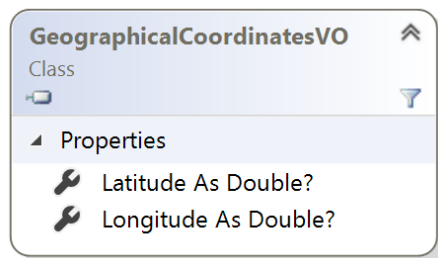 GeographicalCoordinatesVO
Class
Properties
Latitude As Double?
Longitude As Double?